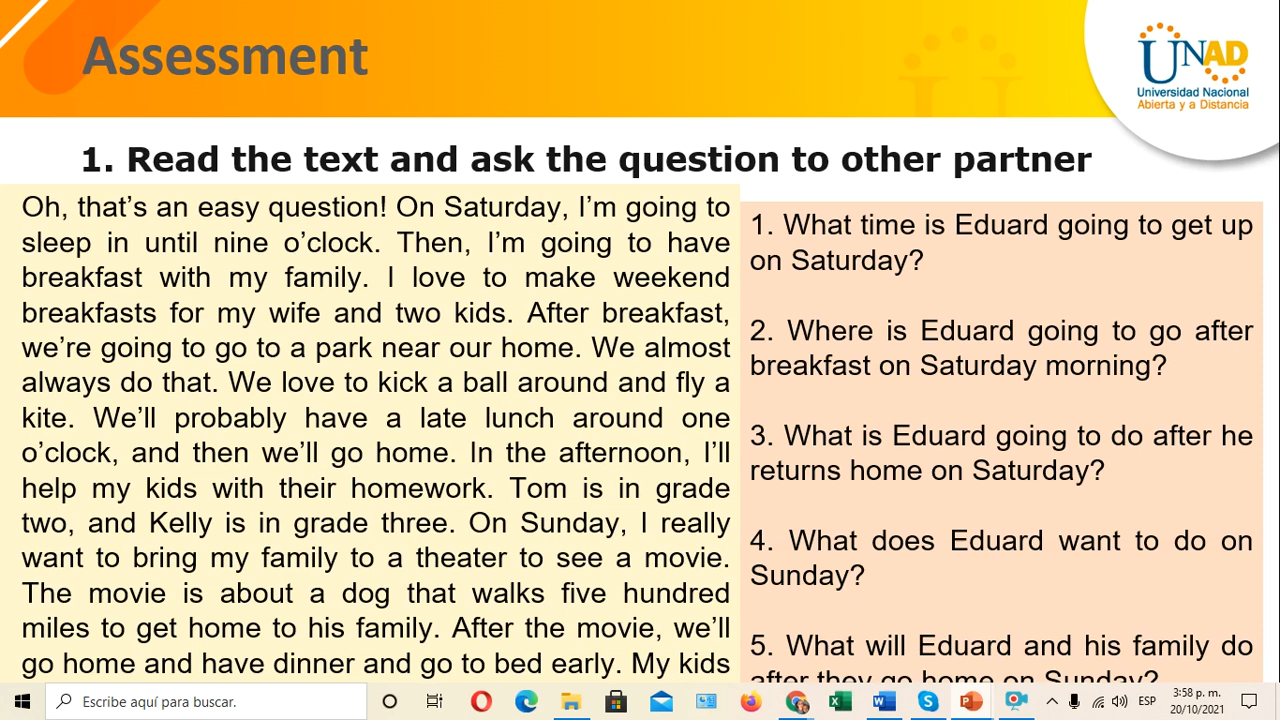 Assessment
UNAD
Universidad Nacional
Abierta y a Distancia
1. Read the text and ask the question to other partner
Oh, that’s an easy question! On Saturday, I’m going to
sleep in until nine o’clock. Then, I’m going to have
breakfast with my family. I love to make weekend
breakfasts for my wife and two kids. After breakfast,
we’re going to go to a park near our home. We almost
always do that. We love to kick a ball around and fly a
kite. We’ll probably have a late lunch around one
o’clock, and then we’ll go home. In the afternoon, I’ll
help my kids with their homework. Tom is in grade
two, and Kelly is in grade three. On Sunday, I really
want to bring my family to a theater to see a movie.
The movie is about a dog that walks five hundred
miles to get home to his family. After the movie, we’ll
go home and have dinner and go to bed early. My kids
1. What time is Eduard going to get up
on Saturday?
2. Where is Eduard going to go after
breakfast on Saturday morning?
3. What is Eduard going to do after he
returns home on Saturday?
4. What does Eduard want to do on
Sunday?
5. What will Eduard and his family do
after they go home on Sunday?
Escribe aquí para buscar.
ESP
3:58 p. m.
20/10/2021